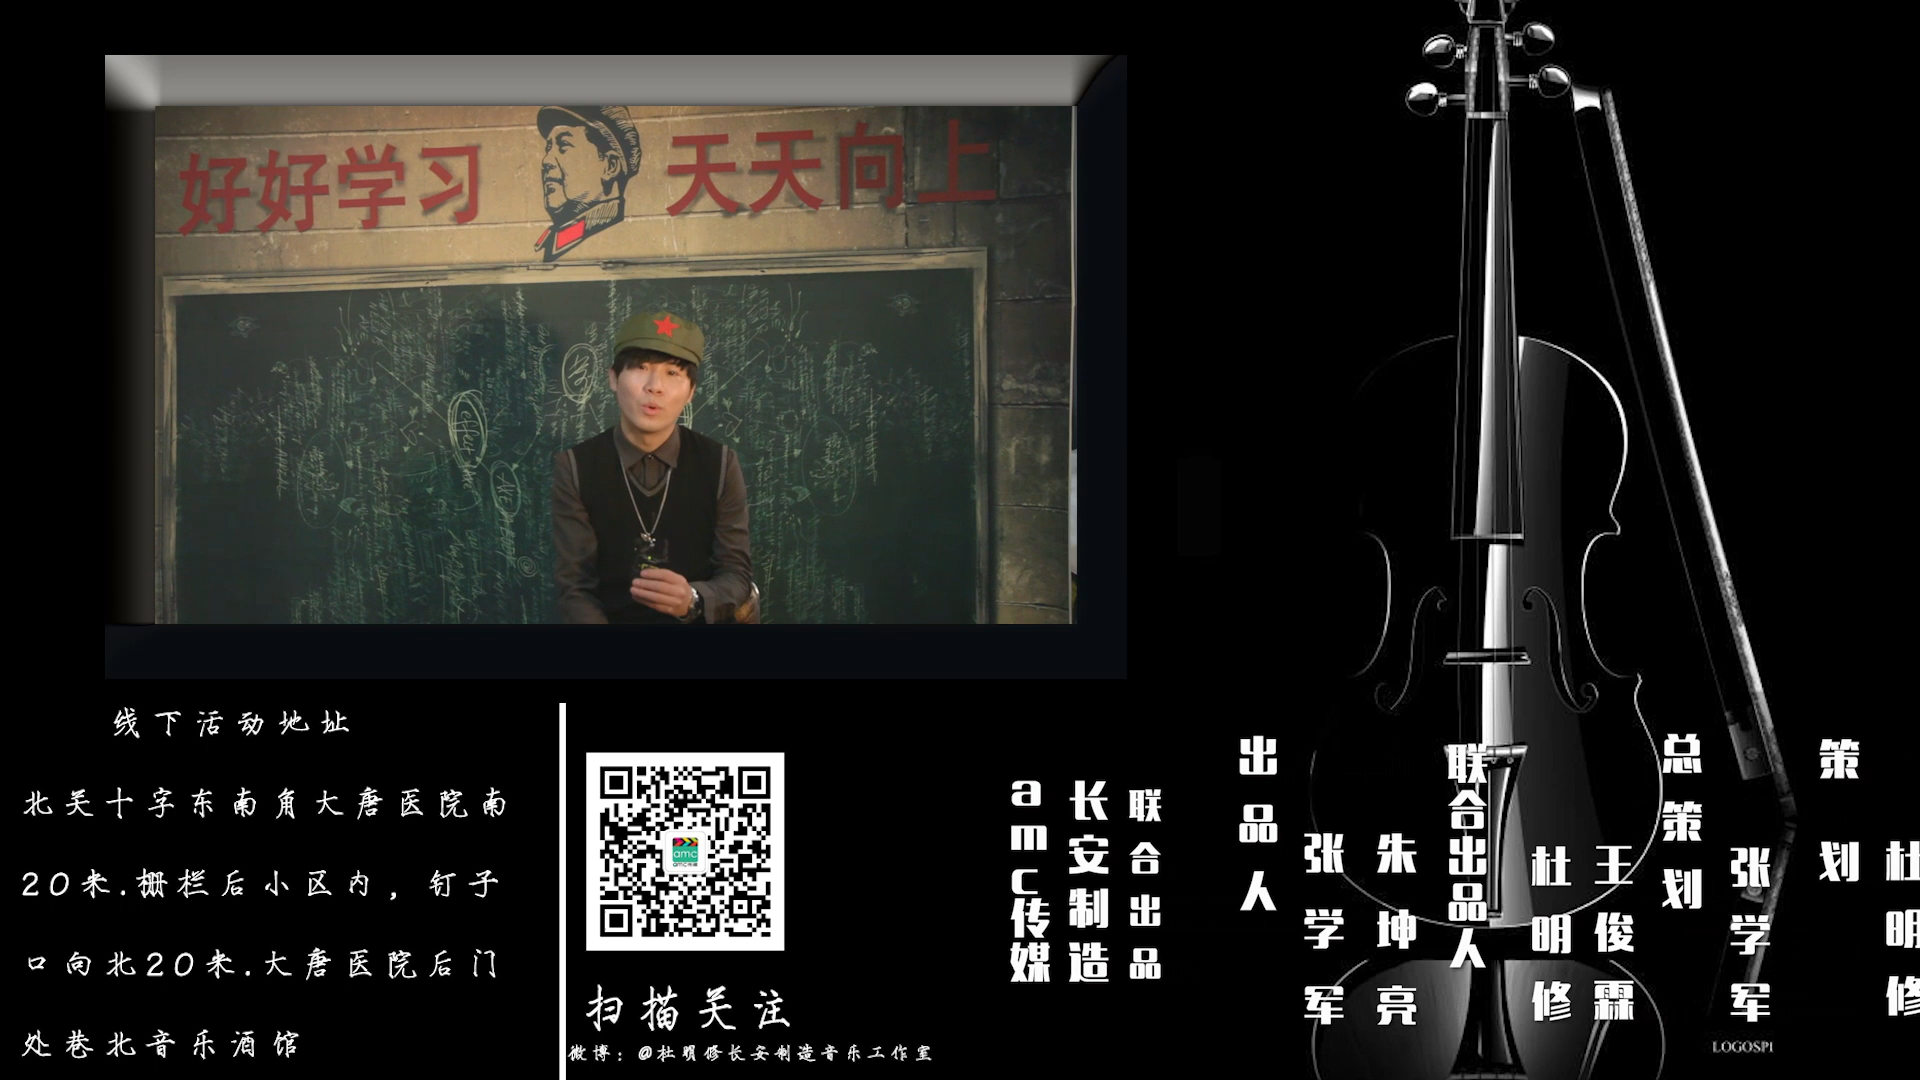 好好学习 天天向上
线下活动地址
北关十字东南角大唐医院南
20米.栅栏后小区内，钉子
口向北20米.大唐医院后门
处巷北音乐酒馆
amc
扫描关注
微博：@杜明修长安制造音乐工作室
amc传媒
长安制造
联合出品
出品人
张学军
朱坤亮
联合出品人
杜明修
王俊霖
总策划
张学军
策划
杜明修
LOGOSPI